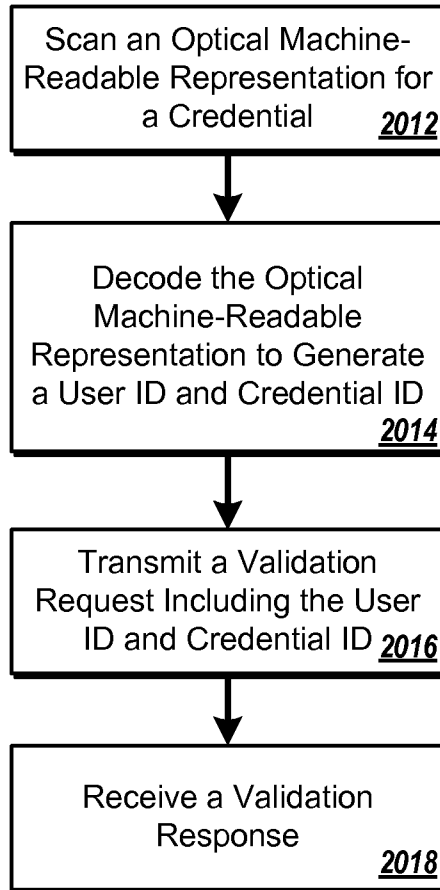 Scan an Optical Machine-
Readable Representation for
a Credential 2012
Decode the Optical
Machine-Readable
Representation to Generate
a User ID and Credential ID
2014
Transmit a Validation
Request Including the User
ID and Credential ID 2016
Receive a Validation
Response
2018